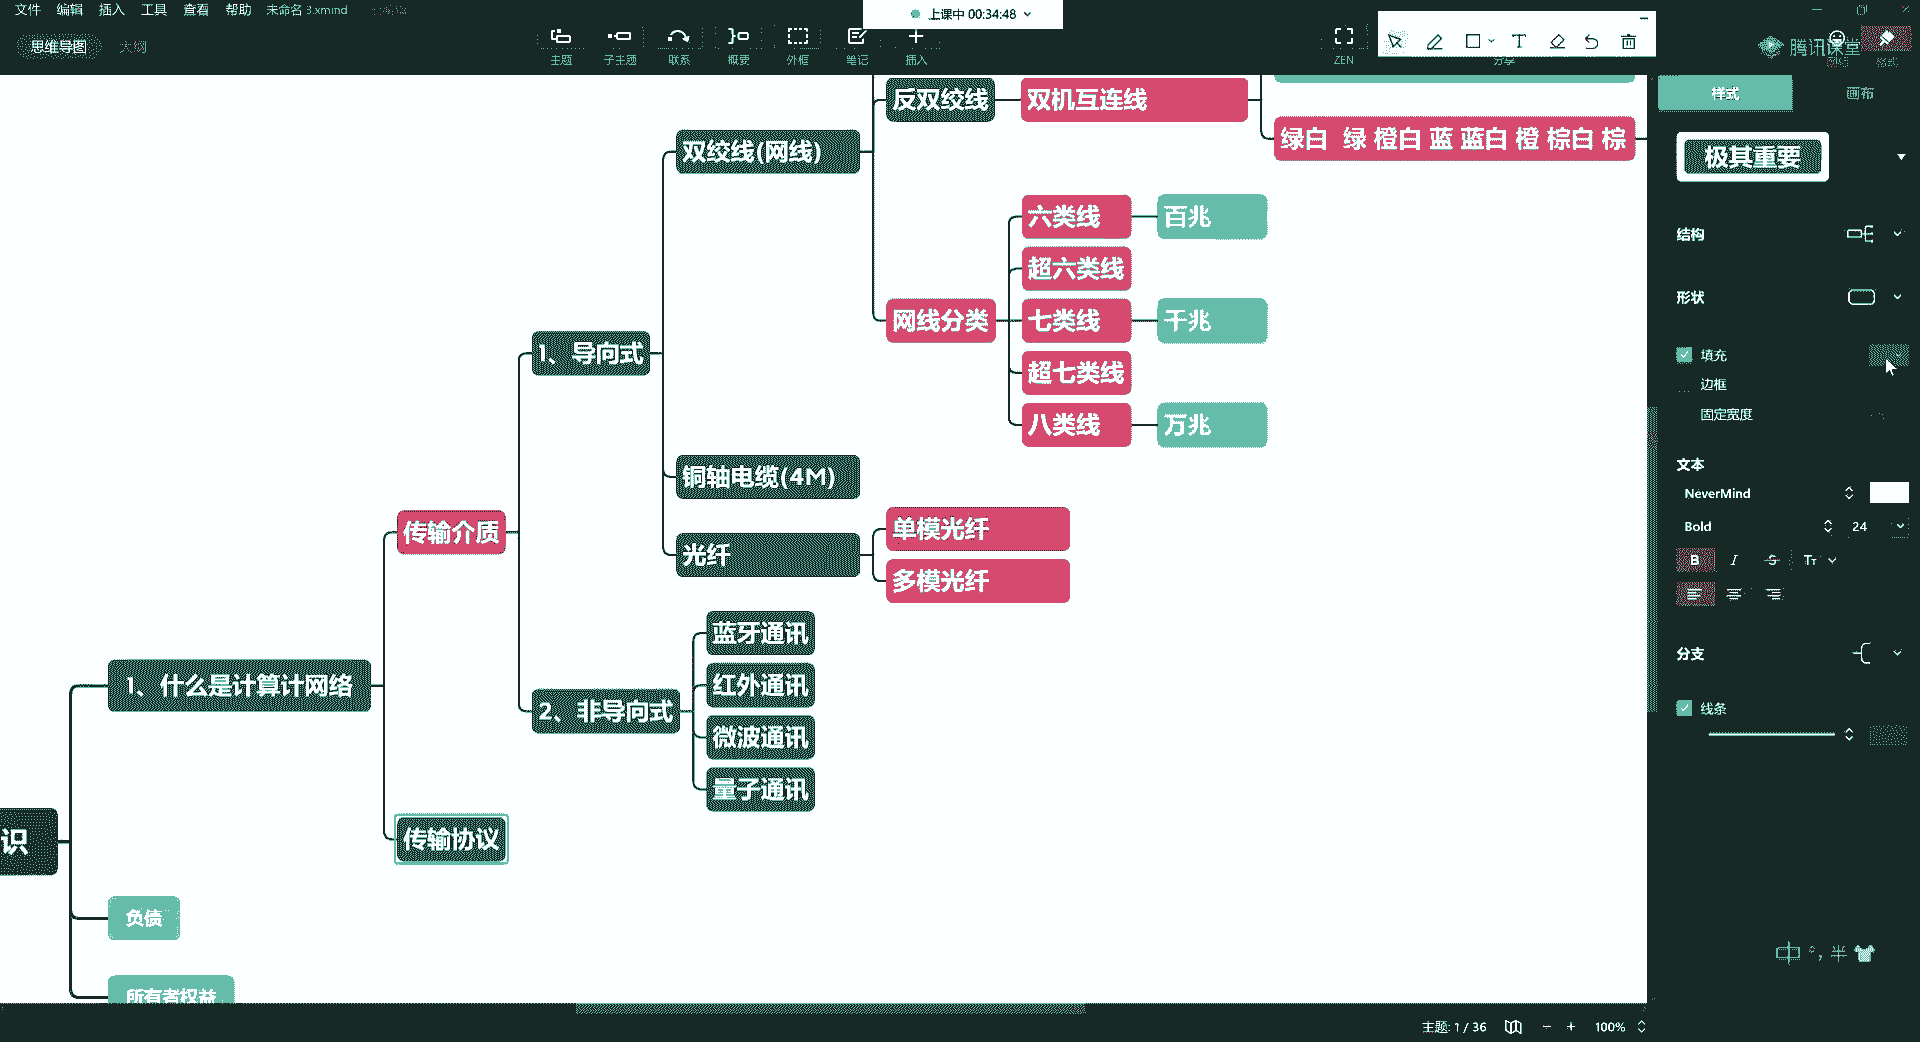 文件 编辑 插入 工具 查看 帮助 未命名 3.xmind
上课中 00:34:48
思维导图 大纲
主题 子主题 联系 概要 外框 笔记 插入 ZEN 分享
腾讯课堂
样式 画布
反双绞线 双机互连线
绿白 绿 橙白 蓝 蓝白 橙 棕白 棕
双绞线(网线)
六类线 百兆
超六类线
网线分类 七类线 千兆
超七类线
八类线 万兆
1、导向式
铜轴电缆(4M)
传输介质
光纤
单模光纤
多模光纤
蓝牙通讯
红外通讯
2、非导向式
微波通讯
量子通讯
1、什么是计算计网络
传输协议
识
负债
所有者权益
极其重要
结构
形状
填充
边框
固定宽度
文本
NeverMind
Bold 24
B I S Tт
分支
线条
中 °, 半
主题: 1 / 36 100%